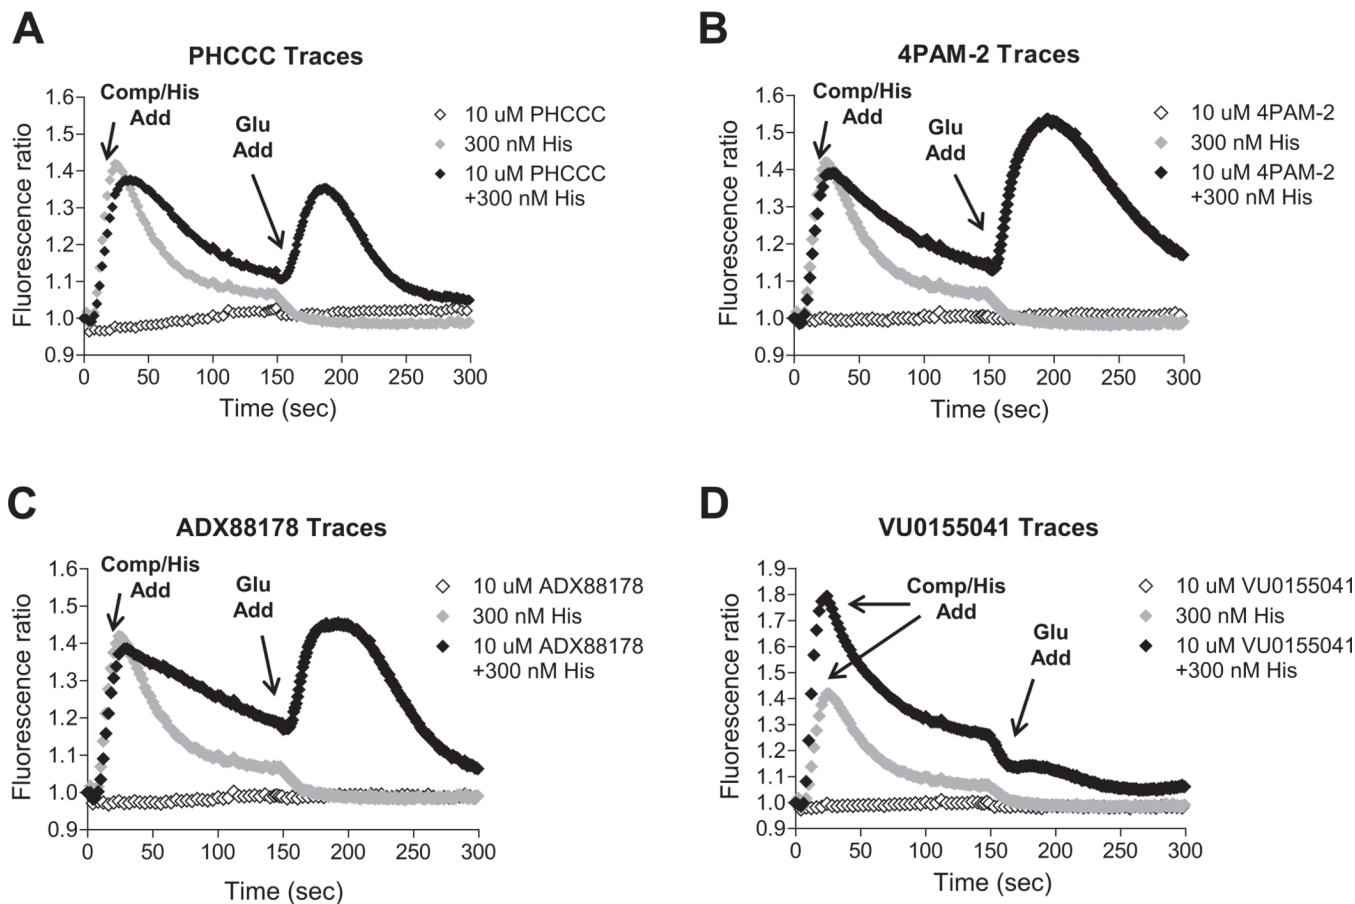 A
PHCCC Traces
Comp/His
Add
Glu
Add
10 uM PHCCC
300 nM His
10 uM PHCCC
+300 nM His
Fluorescence ratio
1.6
1.5
1.4
1.3
1.2
1.1
1.0
0.9
0 50 100 150 200 250 300
Time (sec)
B
4PAM-2 Traces
Comp/His
Add
Glu
Add
10 uM 4PAM-2
300 nM His
10 uM 4PAM-2
+300 nM His
Fluorescence ratio
1.6
1.5
1.4
1.3
1.2
1.1
1.0
0.9
0 50 100 150 200 250 300
Time (sec)
C
ADX88178 Traces
Comp/His
Add
Glu
Add
10 uM ADX88178
300 nM His
10 uM ADX88178
+300 nM His
Fluorescence ratio
1.6
1.5
1.4
1.3
1.2
1.1
1.0
0.9
0 50 100 150 200 250 300
Time (sec)
D
VU0155041 Traces
Comp/His
Add
Glu
Add
10 uM VU0155041
300 nM His
10 uM VU0155041
+300 nM His
Fluorescence ratio
1.9
1.8
1.7
1.6
1.5
1.4
1.3
1.2
1.1
1.0
0.9
0 50 100 150 200 250 300
Time (sec)